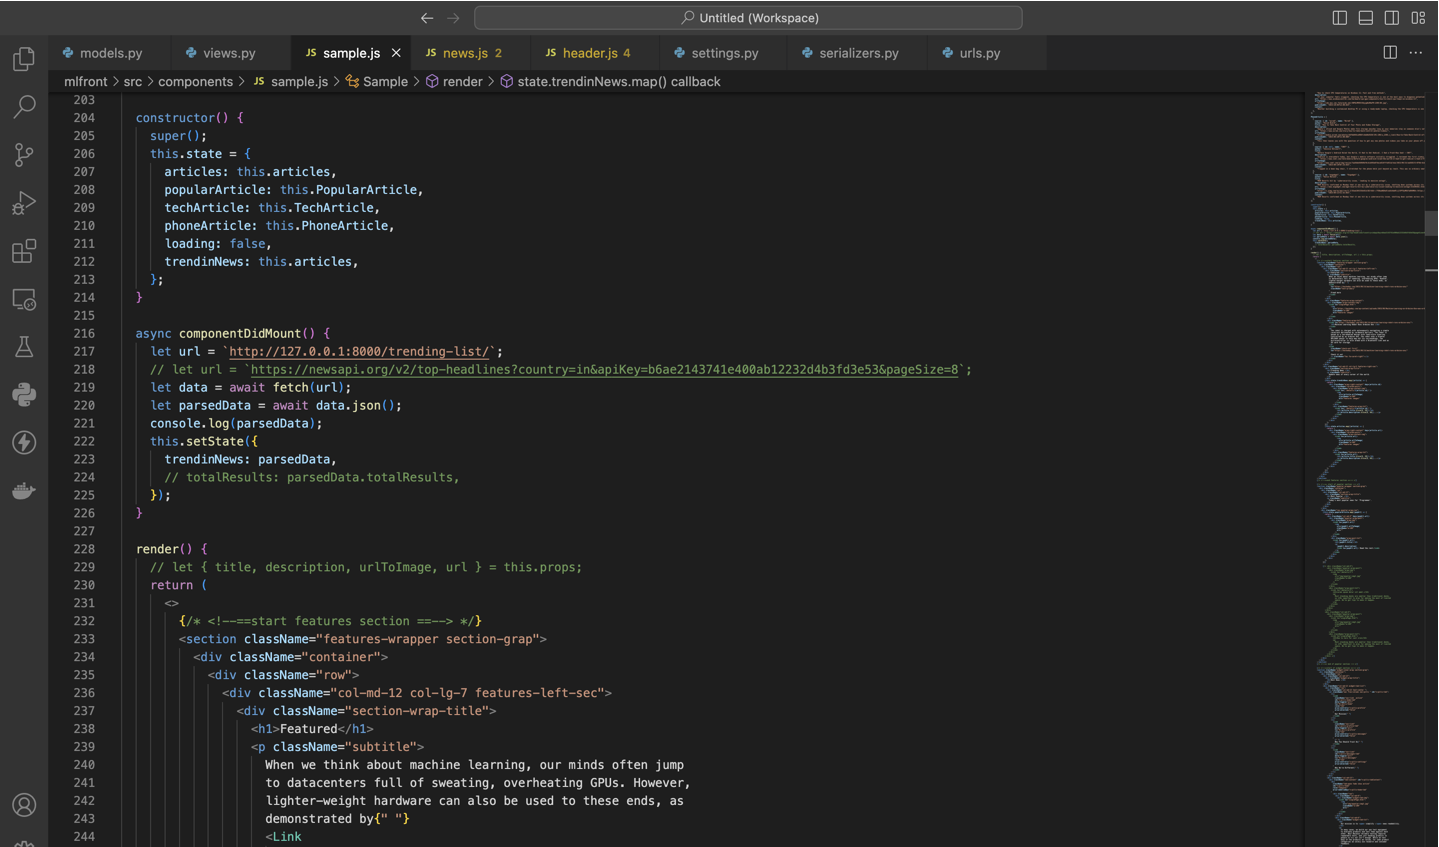 Untitled (Workspace)
models.py
views.py
JS sample.js
JS news.js 2
JS header.js 4
settings.py
serializers.py
urls.py
mlfront > src > components > JS sample.js > Sample > render > state.trendinNews.map() callback
203
204 constructor() {
205 super();
206 this.state = {
207 articles: this.articles,
208 popularArticle: this.PopularArticle,
209 techArticle: this.TechArticle,
210 phoneArticle: this.PhoneArticle,
211 loading: false,
212 trendinNews: this.articles,
213 };
214 }
215
216 async componentDidMount() {
217 let url = `http://127.0.0.1:8000/trending-list/`;
218 // let url = `https://newsapi.org/v2/top-headlines?country=in&apiKey=b6ae2143741e400ab12232d4b3fd3e53&pageSize=8`;
219 let data = await fetch(url);
220 let parsedData = await data.json();
221 console.log(parsedData);
222 this.setState({
223 trendinNews: parsedData,
224 // totalResults: parsedData.totalResults,
225 });
226 }
227
228 render() {
229 // let { title, description, urlToImage, url } = this.props;
230 return (
231 <>
232 {/* <!--==start features section ==--> */}
233 <section className="features-wrapper section-grap">
234 <div className="container">
235 <div className="row">
236 <div className="col-md-12 col-lg-7 features-left-sec">
237 <div className="section-wrap-title">
238 <h1>Featured</h1>
239 <p className="subtitle">
240 When we think about machine learning, our minds often jump
241 to datacenters full of sweating, overheating GPUs. However,
242 lighter-weight hardware can also be used to these ends, as
243 demonstrated by{" "}
244 <Link